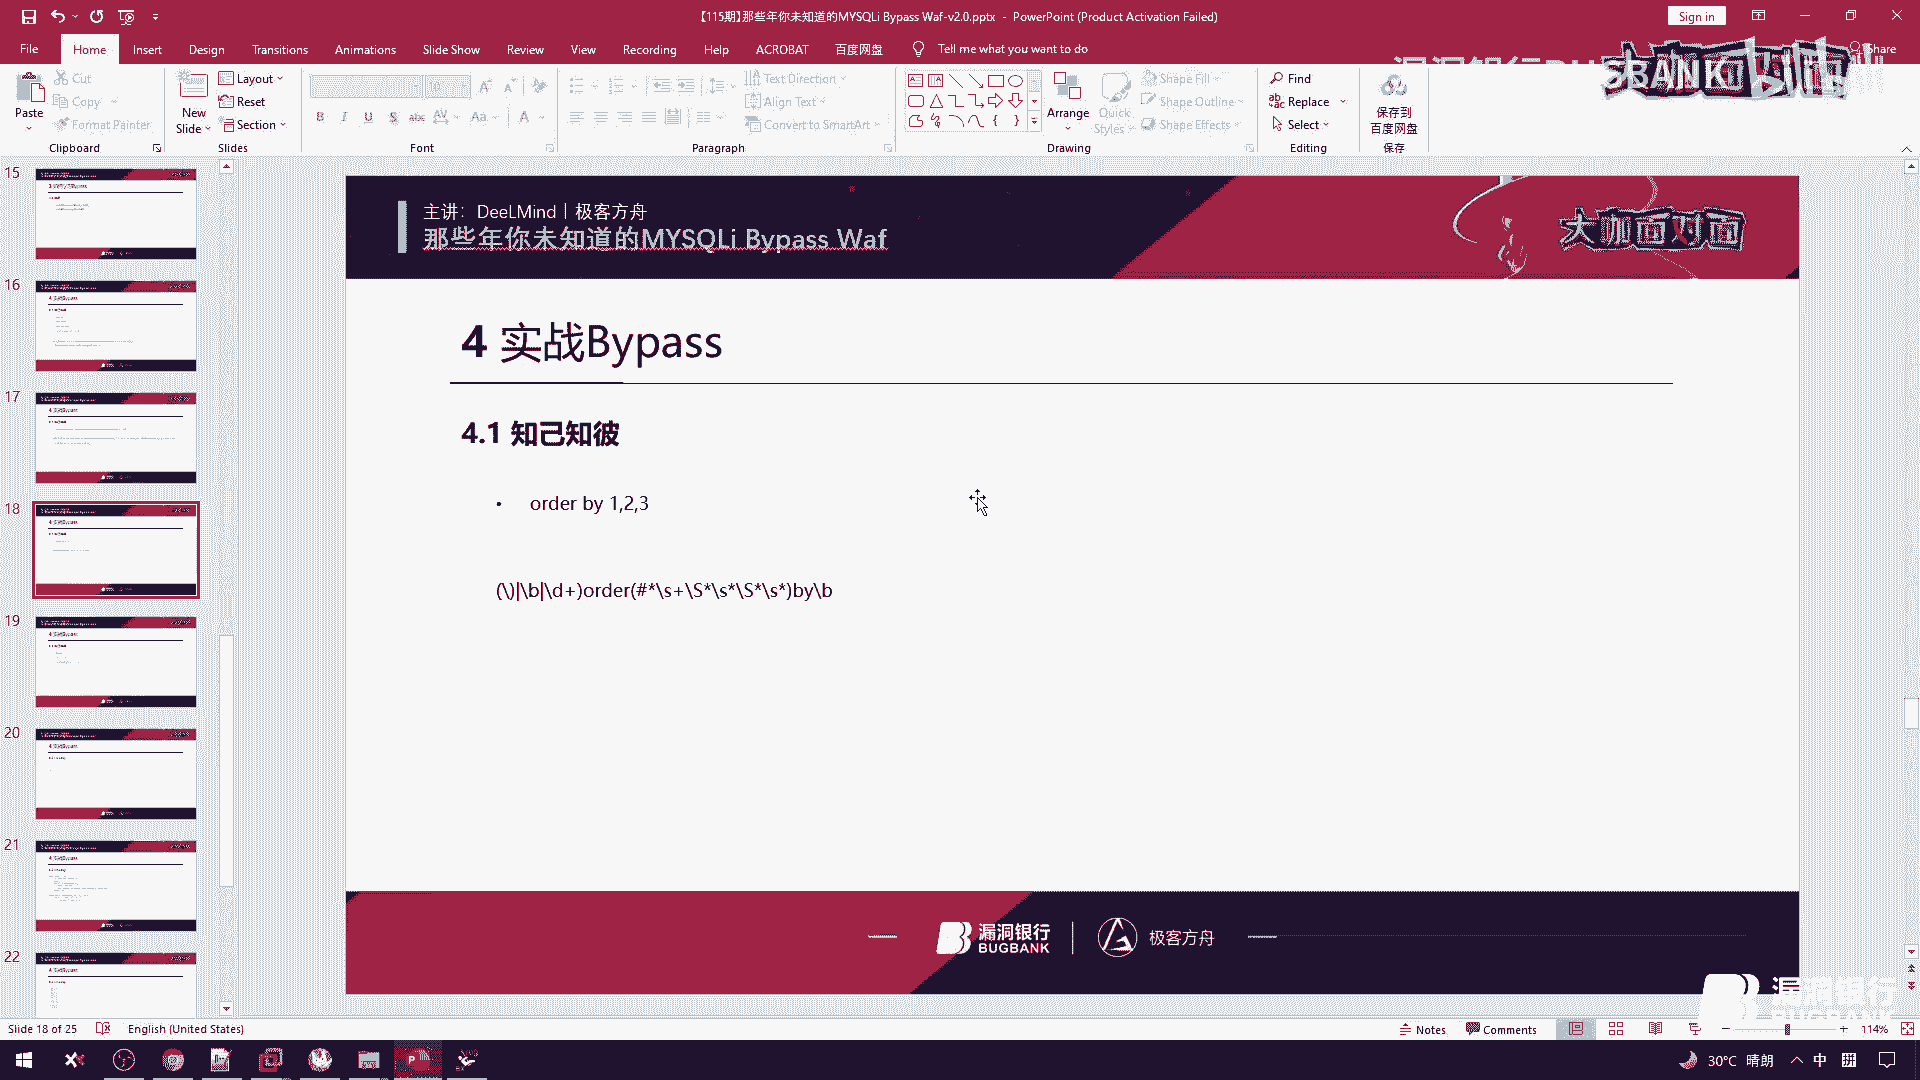 【115期】那些年你未知道的MYSQLi Bypass Waf-v2.0.pptx - PowerPoint (Product Activation Failed)
Sign in
File Home Insert Design Transitions Animations Slide Show Review View Recording Help ACROBAT 百度网盘 Tell me what you want to do Share
Paste
Cut
Copy
Format Painter
Clipboard
New Slide
Layout
Reset
Section
Slides
Font
Text Direction
Align Text
Convert to SmartArt
Paragraph
Arrange
Quick Styles
Shape Fill
Shape Outline
Shape Effects
Drawing
Find
Replace
Select
Editing
保存到
百度网盘
保存
15
16
17
18
19
20
21
22
主讲：DeeLMind | 极客方舟
那些年你未知道的MYSQLi Bypass Waf
大咖面对面
4 实战Bypass
4.1 知己知彼
• order by 1,2,3
(\)|\b|\d+)order(#*\s+\S*\s*\S*\s*)by\b
漏洞银行
BUGBANK
极客方舟
漏洞银行
BUGBANK
Slide 18 of 25 English (United States) Notes Comments 114%
30°C 晴朗 中 拼